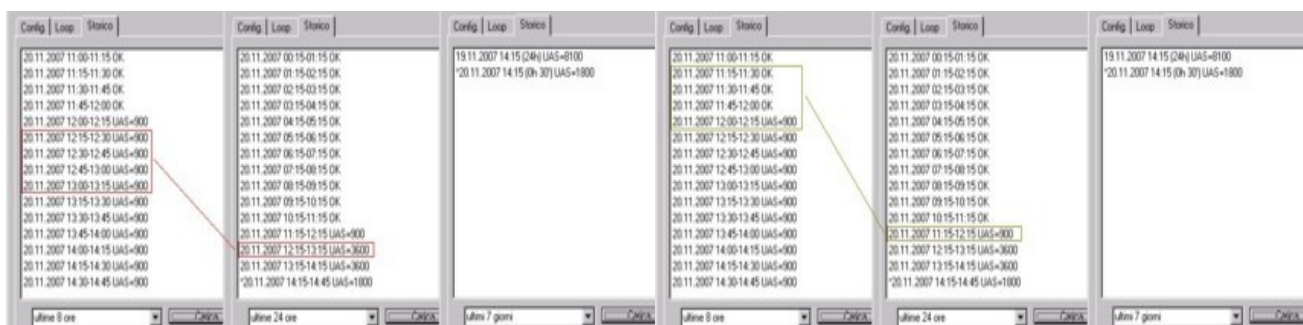 Config. Loop Storico
20.11.2007 11:00-11:15 OK
20.11.2007 11:15-11:30 OK
20.11.2007 11:30-11:45 OK
20.11.2007 11:45-12:00 OK
20.11.2007 12:00-12:15 UAS=900
20.11.2007 12:15-12:30 UAS=900
20.11.2007 12:30-12:45 UAS=900
20.11.2007 12:45-13:00 UAS=900
20.11.2007 13:00-13:15 UAS=900
20.11.2007 13:15-13:30 UAS=900
20.11.2007 13:30-13:45 UAS=900
20.11.2007 13:45-14:00 UAS=900
20.11.2007 14:00-14:15 UAS=900
20.11.2007 14:15-14:30 UAS=900
20.11.2007 14:30-14:45 UAS=900
ultime 8 ore
Config. Loop Storico
20.11.2007 00:15-01:15 OK
20.11.2007 01:15-02:15 OK
20.11.2007 02:15-03:15 OK
20.11.2007 03:15-04:15 OK
20.11.2007 04:15-05:15 OK
20.11.2007 05:15-06:15 OK
20.11.2007 06:15-07:15 OK
20.11.2007 07:15-08:15 OK
20.11.2007 08:15-09:15 OK
20.11.2007 09:15-10:15 OK
20.11.2007 10:15-11:15 OK
20.11.2007 11:15-12:15 UAS=900
20.11.2007 12:15-13:15 UAS=3600
20.11.2007 13:15-14:15 UAS=3600
*20.11.2007 14:15-14:45 UAS=1800
ultime 24 ore
Config. Loop Storico
19.11.2007 14:15 (24h) UAS=8100
*20.11.2007 14:15 (0h 30') UAS=1800
ultimi 7 giorni
Config. Loop Storico
20.11.2007 11:00-11:15 OK
20.11.2007 11:15-11:30 OK
20.11.2007 11:30-11:45 OK
20.11.2007 11:45-12:00 OK
20.11.2007 12:00-12:15 UAS=900
20.11.2007 12:15-12:30 UAS=900
20.11.2007 12:30-12:45 UAS=900
20.11.2007 12:45-13:00 UAS=900
20.11.2007 13:00-13:15 UAS=900
20.11.2007 13:15-13:30 UAS=900
20.11.2007 13:30-13:45 UAS=900
20.11.2007 13:45-14:00 UAS=900
20.11.2007 14:00-14:15 UAS=900
20.11.2007 14:15-14:30 UAS=900
20.11.2007 14:30-14:45 UAS=900
ultime 8 ore
Config. Loop Storico
20.11.2007 00:15-01:15 OK
20.11.2007 01:15-02:15 OK
20.11.2007 02:15-03:15 OK
20.11.2007 03:15-04:15 OK
20.11.2007 04:15-05:15 OK
20.11.2007 05:15-06:15 OK
20.11.2007 06:15-07:15 OK
20.11.2007 07:15-08:15 OK
20.11.2007 08:15-09:15 OK
20.11.2007 09:15-10:15 OK
20.11.2007 10:15-11:15 OK
20.11.2007 11:15-12:15 UAS=900
20.11.2007 12:15-13:15 UAS=3600
20.11.2007 13:15-14:15 UAS=3600
*20.11.2007 14:15-14:45 UAS=1800
ultime 24 ore
Config. Loop Storico
19.11.2007 14:15 (24h) UAS=8100
*20.11.2007 14:15 (0h 30') UAS=1800
ultimi 7 giorni